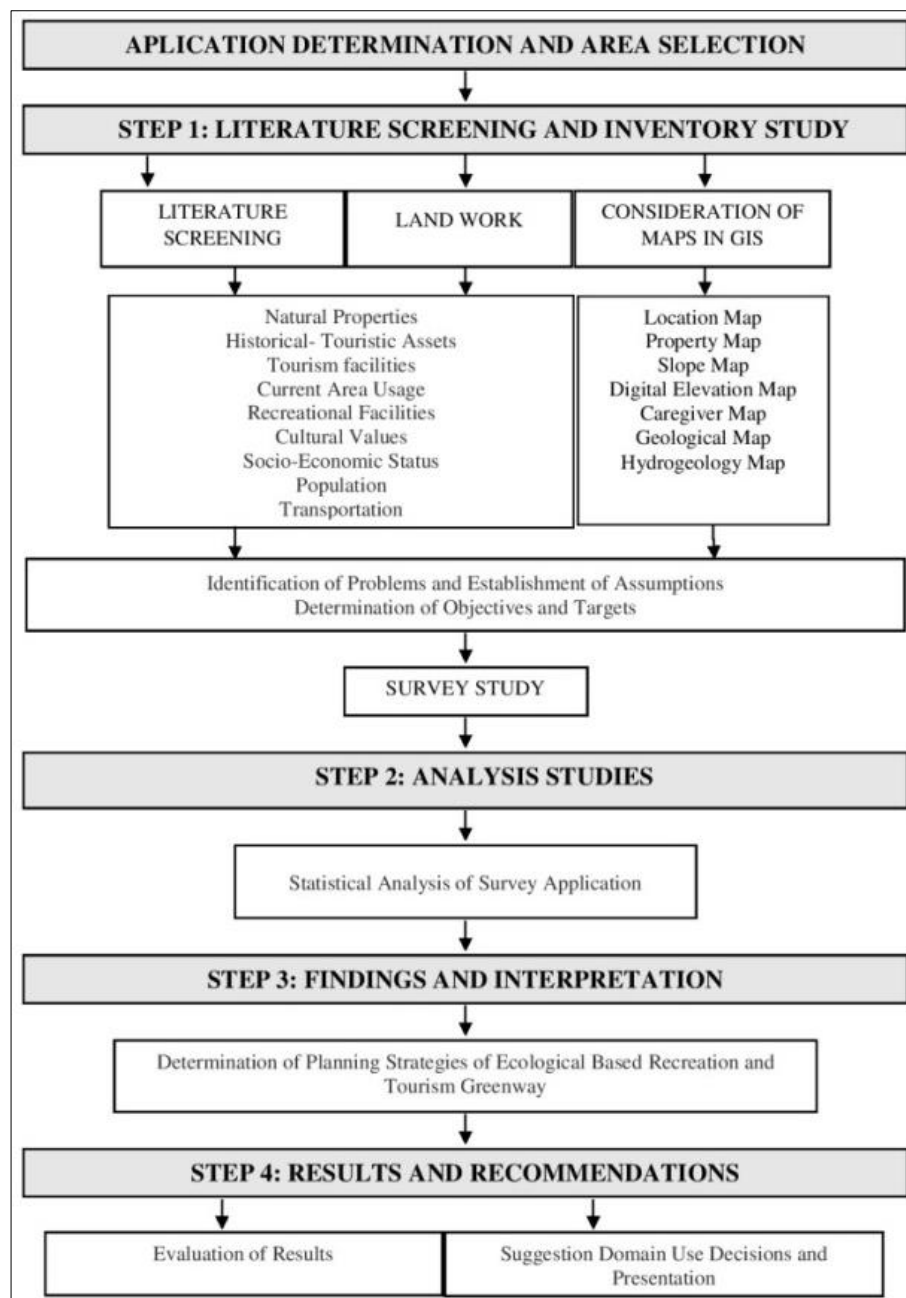 APLICATION DETERMINATION AND AREA SELECTION
STEP 1: LITERATURE SCREENING AND INVENTORY STUDY
LITERATURE
SCREENING
LAND WORK
CONSIDERATION OF
MAPS IN GIS
Natural Properties
Historical- Touristic Assets
Tourism facilities
Current Area Usage
Recreational Facilities
Cultural Values
Socio-Economic Status
Population
Transportation
Location Map
Property Map
Slope Map
Digital Elevation Map
Caregiver Map
Geological Map
Hydrogeology Map
Identification of Problems and Establishment of Assumptions
Determination of Objectives and Targets
SURVEY STUDY
STEP 2: ANALYSIS STUDIES
Statistical Analysis of Survey Application
STEP 3: FINDINGS AND INTERPRETATION
Determination of Planning Strategies of Ecological Based Recreation and
Tourism Greenway
STEP 4: RESULTS AND RECOMMENDATIONS
Evaluation of Results
Suggestion Domain Use Decisions and
Presentation